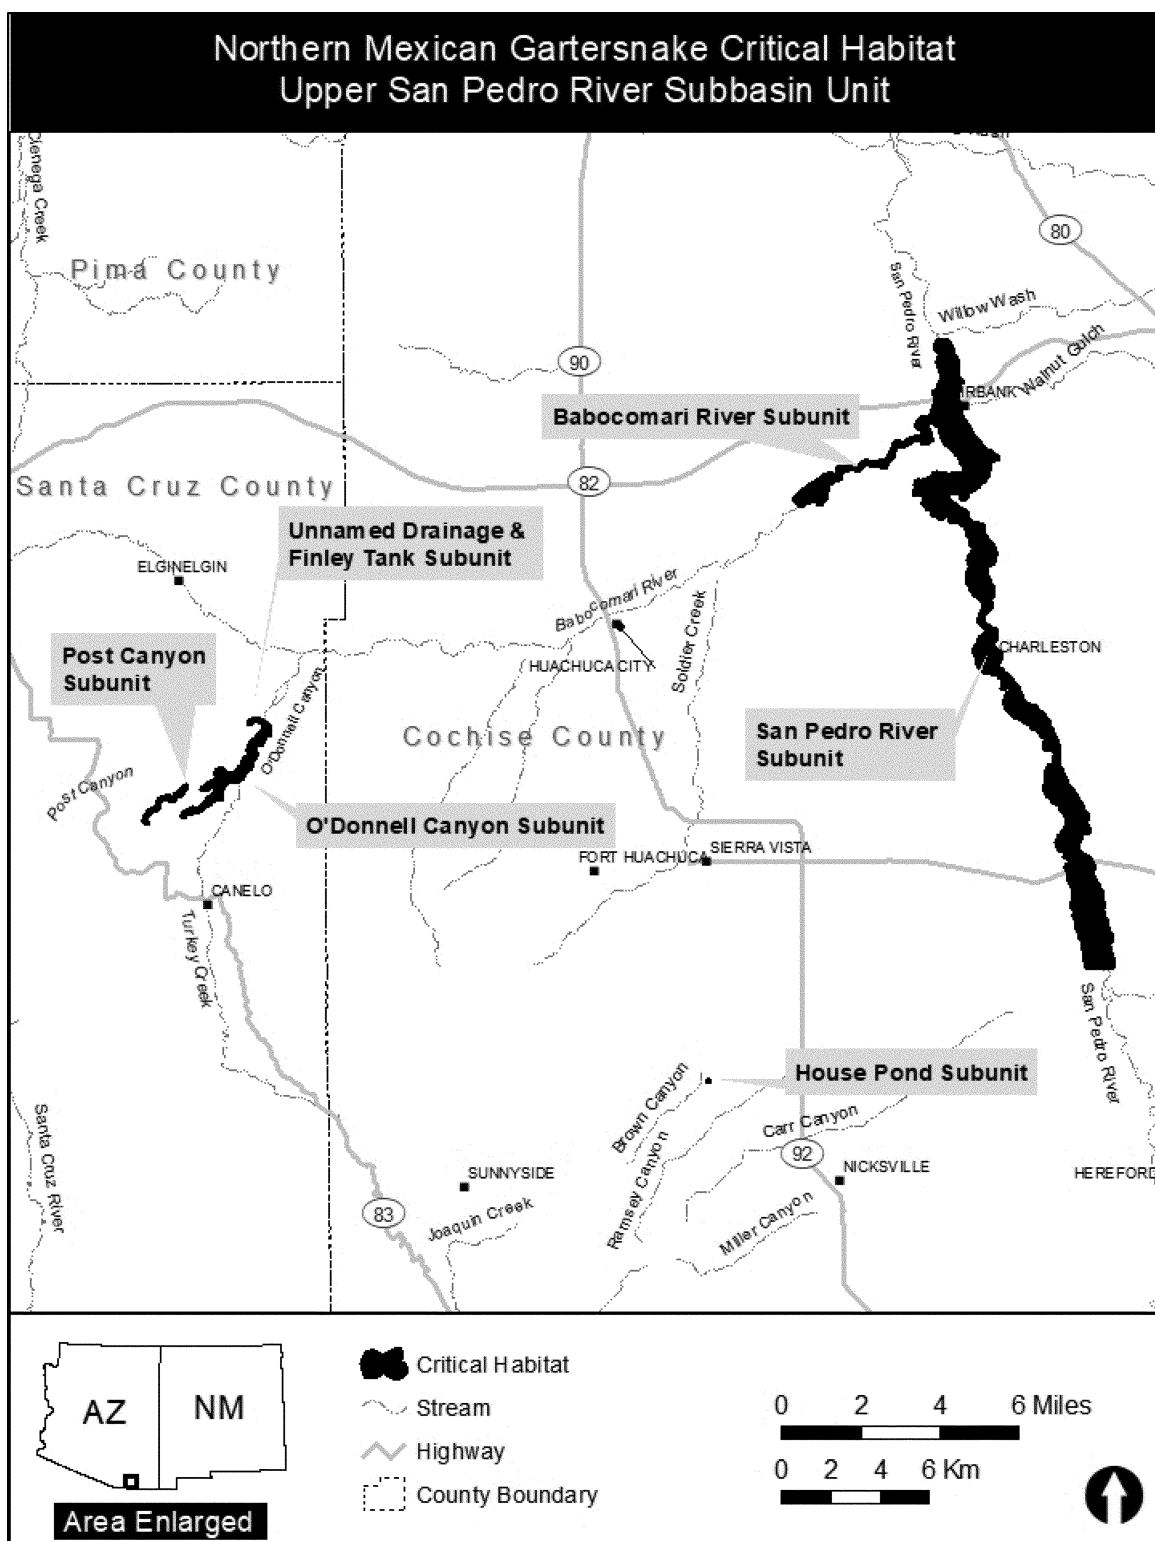 Northern Mexican Gartersnake Critical Habitat
Upper San Pedro River Subbasin Unit
Cienega Creek
80
Pima County
San Pedro River
Willow Wash
90
Walnut Gulch
IRBANK
Babocomari River Subunit
82
Santa Cruz County
Unnamed Drainage &
Finley Tank Subunit
ELGINELGIN
Babocomari River
Soldier Creek
Post Canyon
Subunit
HUACHUCA CITY
CHARLESTON
O'Donnell Canyon
Cochise County
San Pedro River
Subunit
Post Canyon
O'Donnell Canyon Subunit
FORT HUACHUCA
SIERRA VISTA
CANELO
Turkey Creek
San Pedro River
House Pond Subunit
Brown Canyon
Carr Canyon
Santa Cruz River
Ramsey Canyon
92
NICKSVILLE
HEREFORD
SUNNYSIDE
83
Joaquin Creek
Miller Canyon
AZ
NM
Area Enlarged
Critical Habitat
Stream
Highway
County Boundary
0 2 4 6 Miles
0 2 4 6 Km